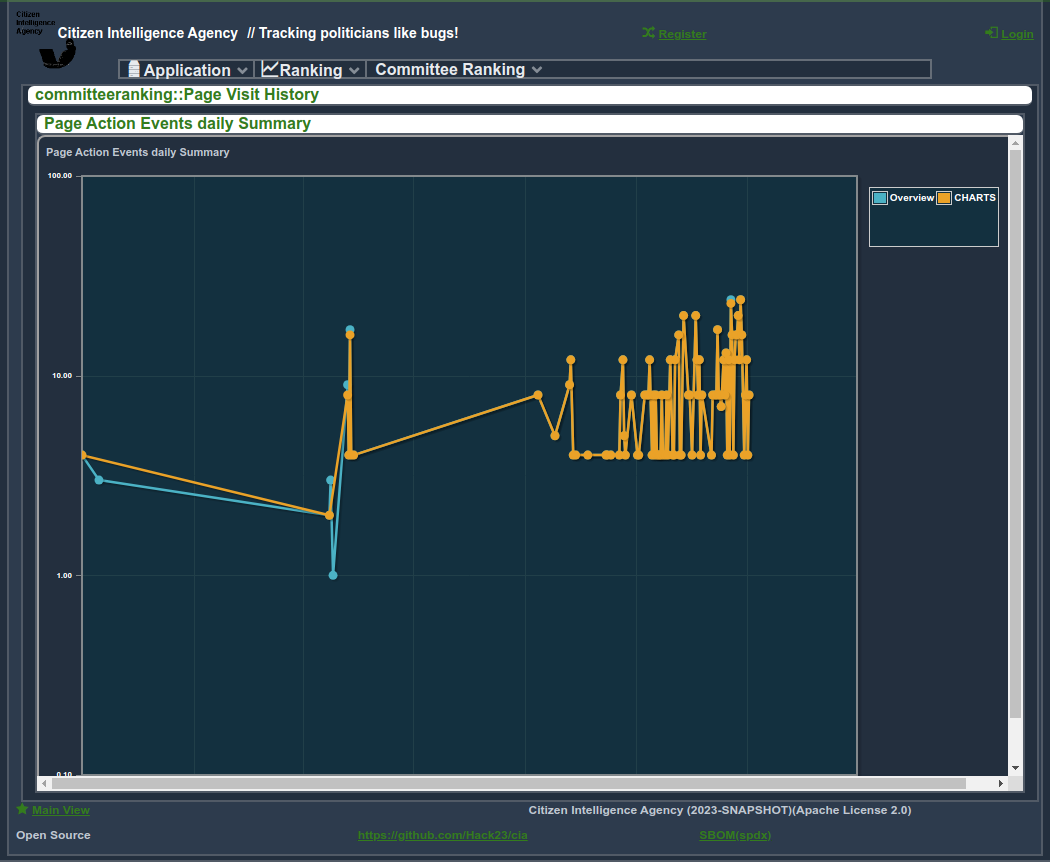 Citizen
Intelligence
Agency
Citizen Intelligence Agency // Tracking politicians like bugs!
Register
Login
Application
Ranking
Committee Ranking
committeeranking::Page Visit History
Page Action Events daily Summary
Page Action Events daily Summary
100.00
Overview CHARTS
10.00
1.00
0.10
Main View
Citizen Intelligence Agency (2023-SNAPSHOT)(Apache License 2.0)
Open Source
https://github.com/Hack23/cia
SBOM(spdx)